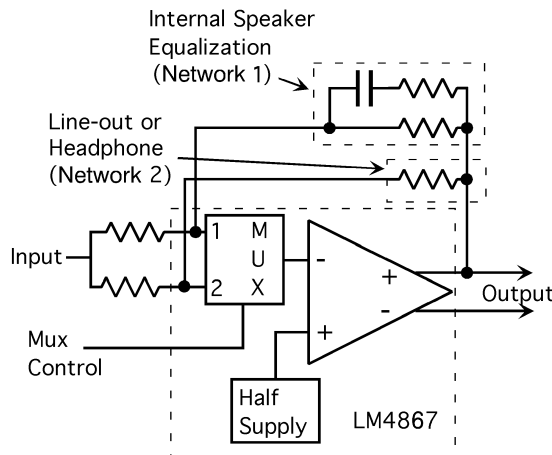 Internal Speaker
Equalization
(Network 1)
Line-out or
Headphone
(Network 2)
Input
1
M
U
2
X
-
+
+
-
Output
Mux
Control
Half
Supply
LM4867